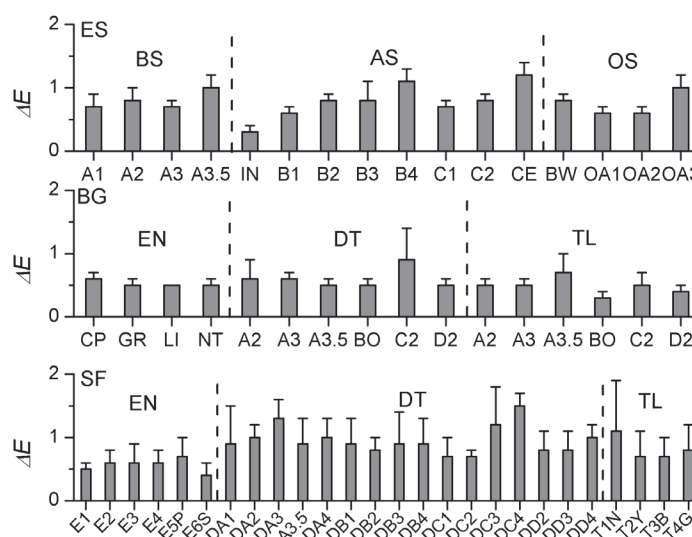 2
ES
BS
AS
OS
ΔE
1
0
A1 A2 A3 A3.5 IN B1 B2 B3 B4 C1 C2 CE BW OA1 OA2 OA3
2
BG
EN
DT
TL
ΔE
1
0
CP GR LI NT A2 A3 A3.5 BO C2 D2 A2 A3 A3.5 BO C2 D2
2
SF
EN
DT
TL
ΔE
1
0
E1 E2 E3 E4 E5P E6S DA1 DA2 DA3 A3.5 DA4 DB1 DB2 DB3 DB4 DC1 DC2 DC3 DC4 DD2 DD3 DD4 T1N T2Y T3B T4G